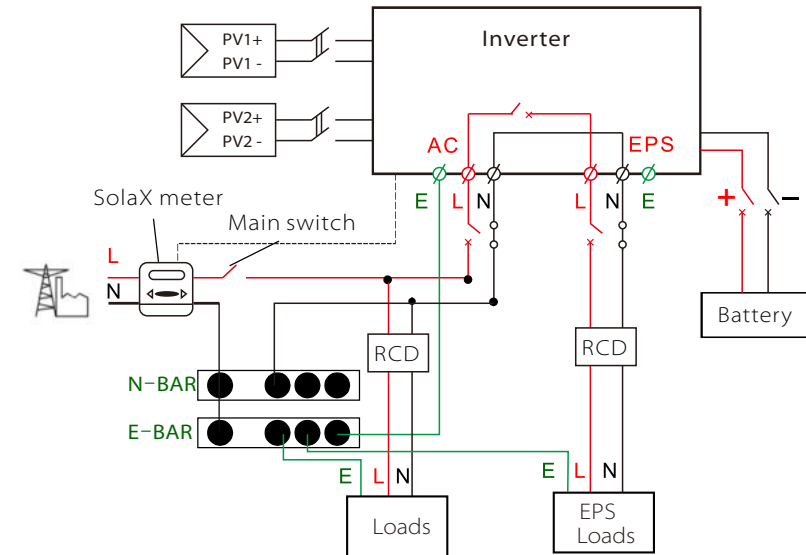 PV1+
PV1 -
Inverter
PV2+
PV2 -
AC
EPS
E
L
N
L
N
E
SolaX meter
Main switch
L
N
+
−
Battery
RCD
RCD
N-BAR
E-BAR
E
L
N
E
L
N
Loads
EPS
Loads